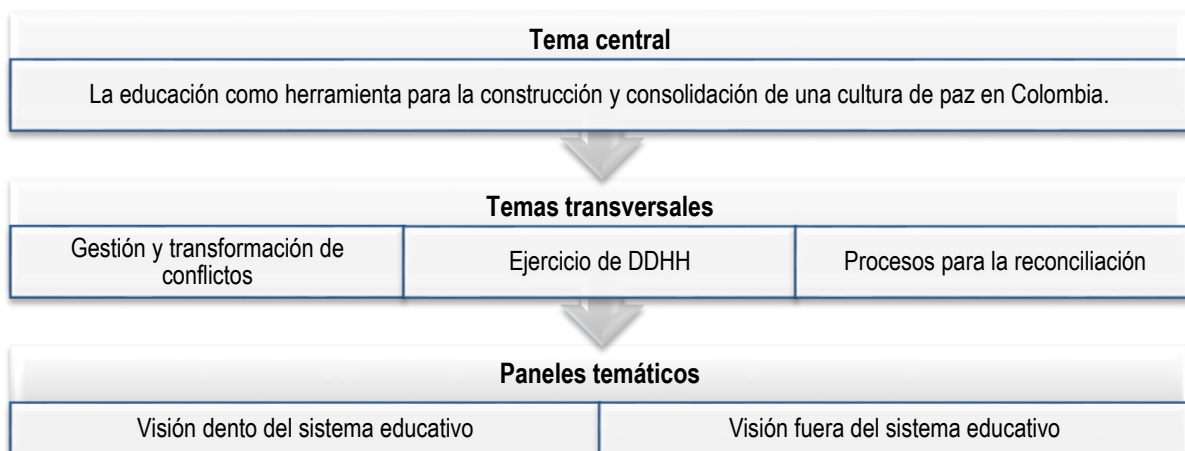 Tema central
La educación como herramienta para la construcción y consolidación de una cultura de paz en Colombia.
Temas transversales
Gestión y transformación de
conflictos
Ejercicio de DDHH
Procesos para la reconciliación
Paneles temáticos
Visión dento del sistema educativo
Visión fuera del sistema educativo